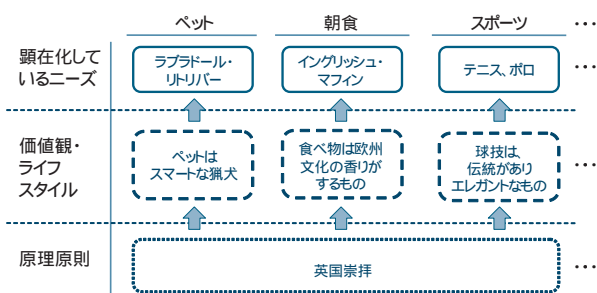 ペット 朝食 スポーツ ・・・
顕在化して
いるニーズ
ラブラドール・
リトリバー
イングリッシュ・
マフィン
テニス、ポロ
・・・
価値観・
ライフ
スタイル
ペットは
スマートな猟犬
食べ物は欧州
文化の香りが
するもの
球技は、
伝統があり
エレガントなもの
・・・
原理原則
英国崇拝
・・・